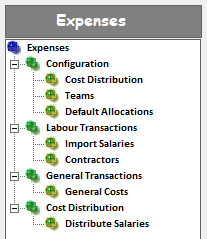 Expenses
Expenses
Configuration
Cost Distribution
Teams
Default Allocations
Labour Transactions
Import Salaries
Contractors
General Transactions
General Costs
Cost Distribution
Distribute Salaries